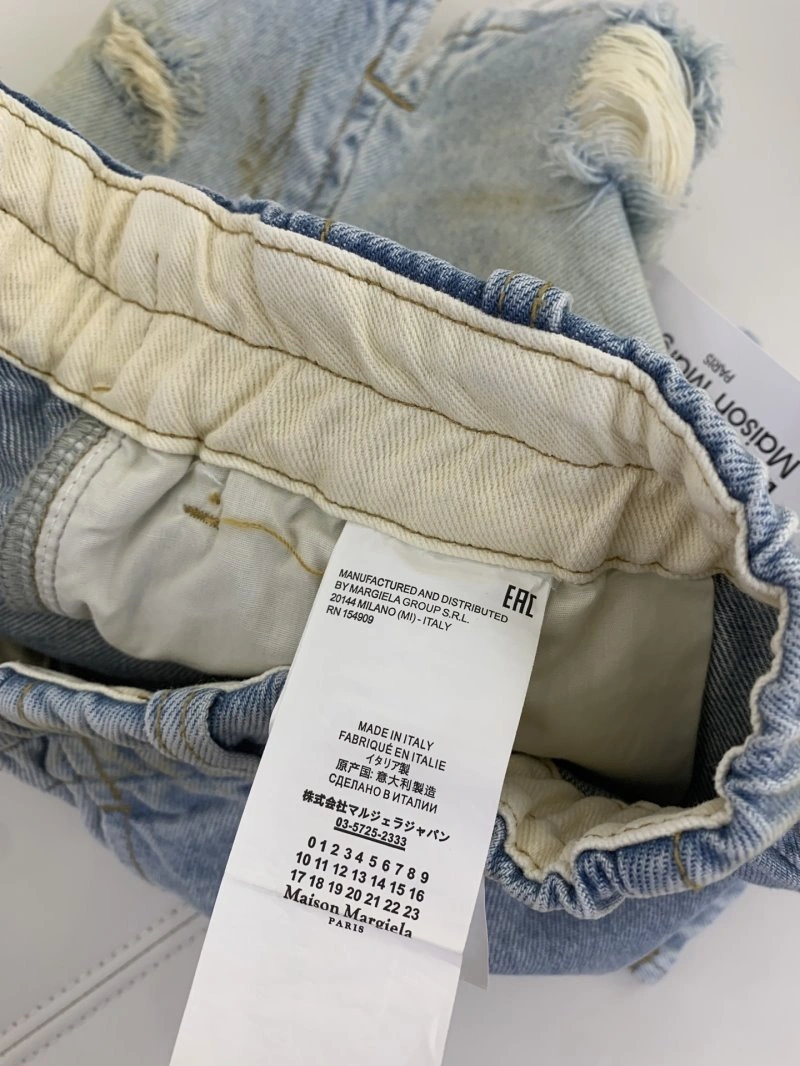 MANUFACTURED AND DISTRIBUTED
BY MARGIELA GROUP S.R.L.
20144 MILANO (MI) - ITALY
RN 154909
EAC
MADE IN ITALY
FABRIQUÉ EN ITALIE
イタリア製
原产国: 意大利製造
СДЕЛАНО В ИТАЛИИ
株式会社マルジェラジャパン
03-5725-2333
0 1 2 3 4 5 6 7 8 9
10 11 12 13 14 15 16
17 18 19 20 21 22 23
Maison Margiela
PARIS
Maison
PARIS